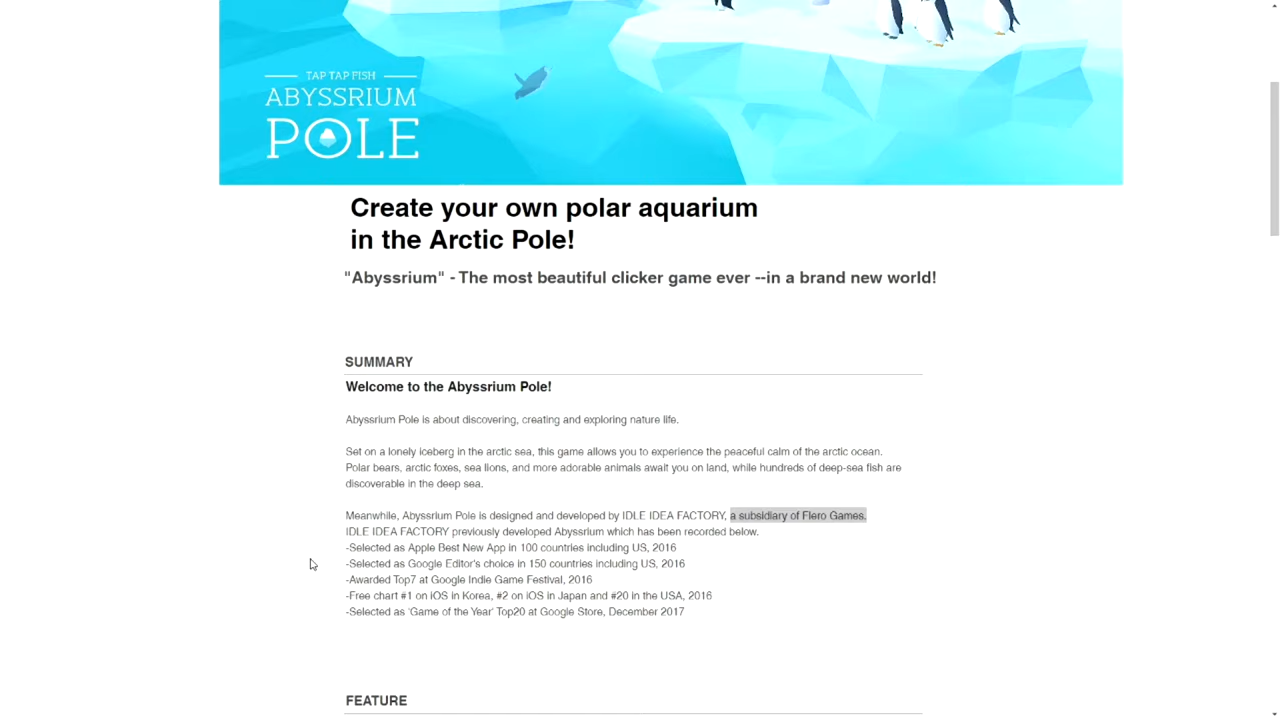 TAP TAP FISH
ABYSSRIUM
POLE
Create your own polar aquarium
in the Arctic Pole!
"Abyssrium" - The most beautiful clicker game ever --in a brand new world!
SUMMARY
Welcome to the Abyssrium Pole!
Abyssrium Pole is about discovering, creating and exploring nature life.
Set on a lonely iceberg in the arctic sea, this game allows you to experience the peaceful calm of the arctic ocean.
Polar bears, arctic foxes, sea lions, and more adorable animals await you on land, while hundreds of deep-sea fish are
discoverable in the deep sea.
Meanwhile, Abyssrium Pole is designed and developed by IDLE IDEA FACTORY, a subsidiary of Flero Games.
IDLE IDEA FACTORY previously developed Abyssrium which has been recorded below.
-Selected as Apple Best New App in 100 countries including US, 2016
-Selected as Google Editor's choice in 150 countries including US, 2016
-Awarded Top7 at Google Indie Game Festival, 2016
-Free chart #1 on iOS in Korea, #2 on iOS in Japan and #20 in the USA, 2016
-Selected as 'Game of the Year' Top20 at Google Store, December 2017
FEATURE